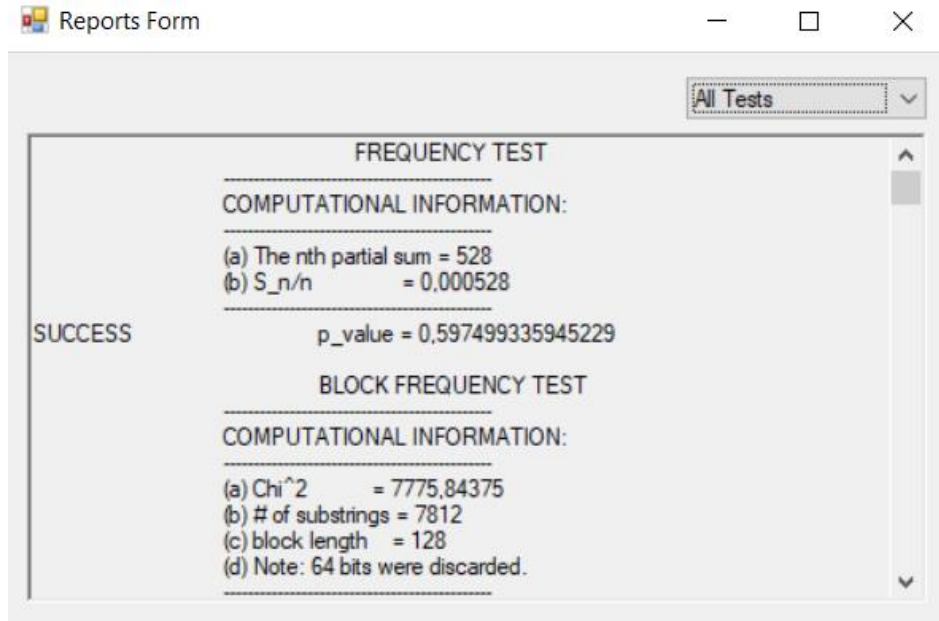 Reports Form
All Tests
FREQUENCY TEST
--------------------------------------------
COMPUTATIONAL INFORMATION:
--------------------------------------------
(a) The nth partial sum = 528
(b) S_n/n = 0,000528
--------------------------------------------
SUCCESS p_value = 0,597499335945229
BLOCK FREQUENCY TEST
--------------------------------------------
COMPUTATIONAL INFORMATION:
--------------------------------------------
(a) Chi^2 = 7775,84375
(b) # of substrings = 7812
(c) block length = 128
(d) Note: 64 bits were discarded.
--------------------------------------------